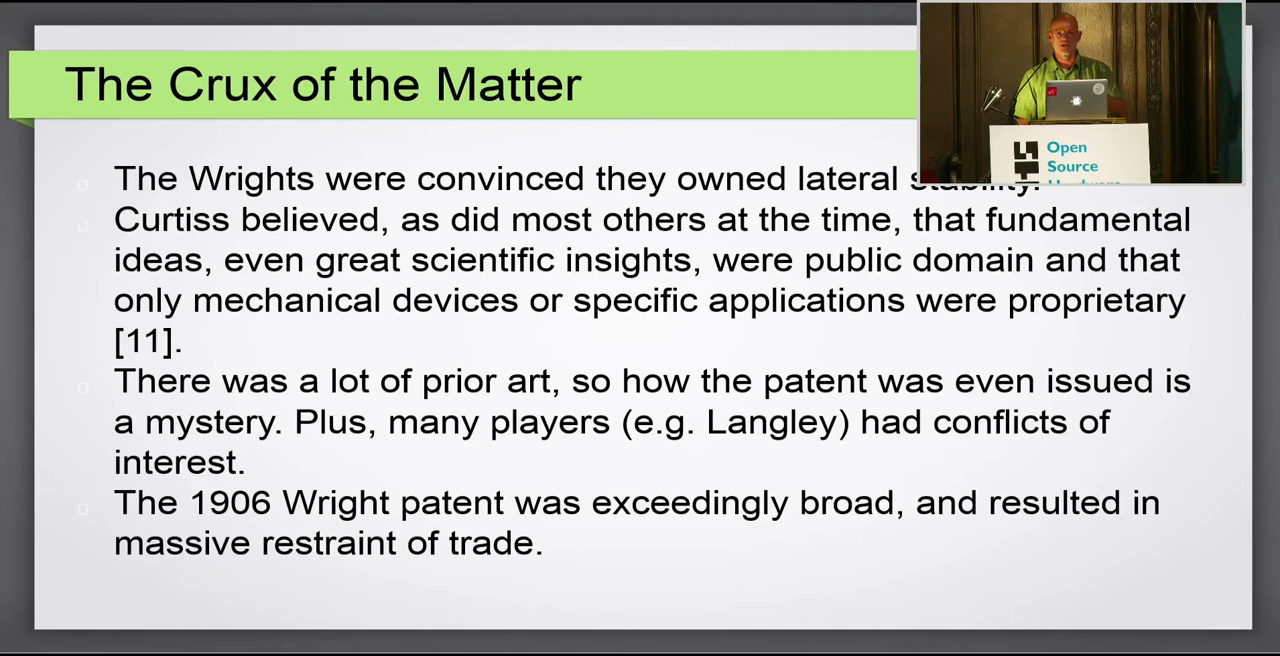 The Crux of the Matter
The Wrights were convinced they owned lateral
Curtiss believed, as did most others at the time, that fundamental
ideas, even great scientific insights, were public domain and that
only mechanical devices or specific applications were proprietary
[11].
There was a lot of prior art, so how the patent was even issued is
a mystery. Plus, many players (e.g. Langley) had conflicts of
interest.
The 1906 Wright patent was exceedingly broad, and resulted in
massive restraint of trade.
Open
Source